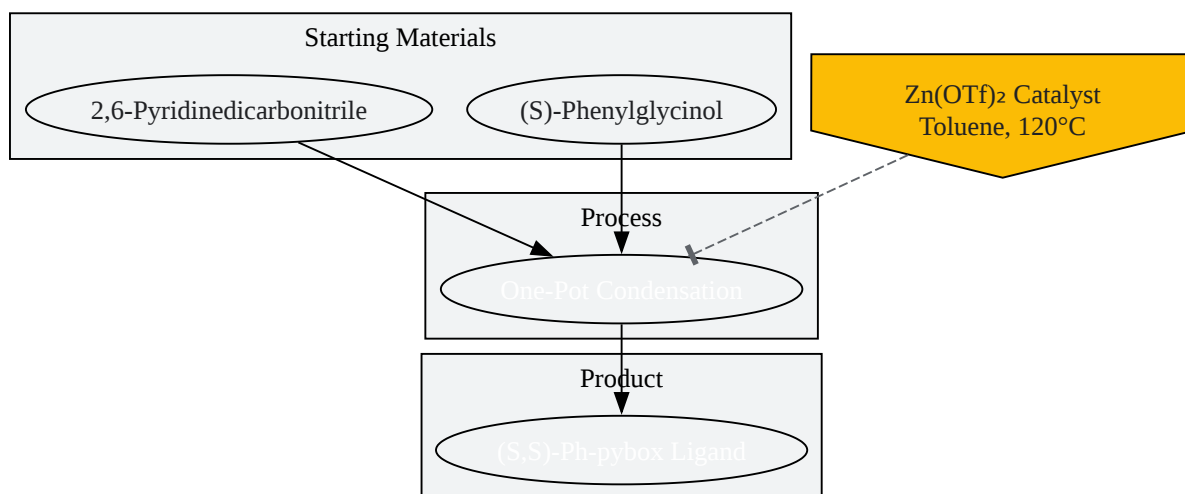 Starting Materials
2,6-Pyridinedicarbonitrile
(S)-Phenylglycinol
Zn(OTf)₂ Catalyst
Toluene, 120°C
Process
One-Pot Condensation
Product
(S,S)-Ph-pybox Ligand